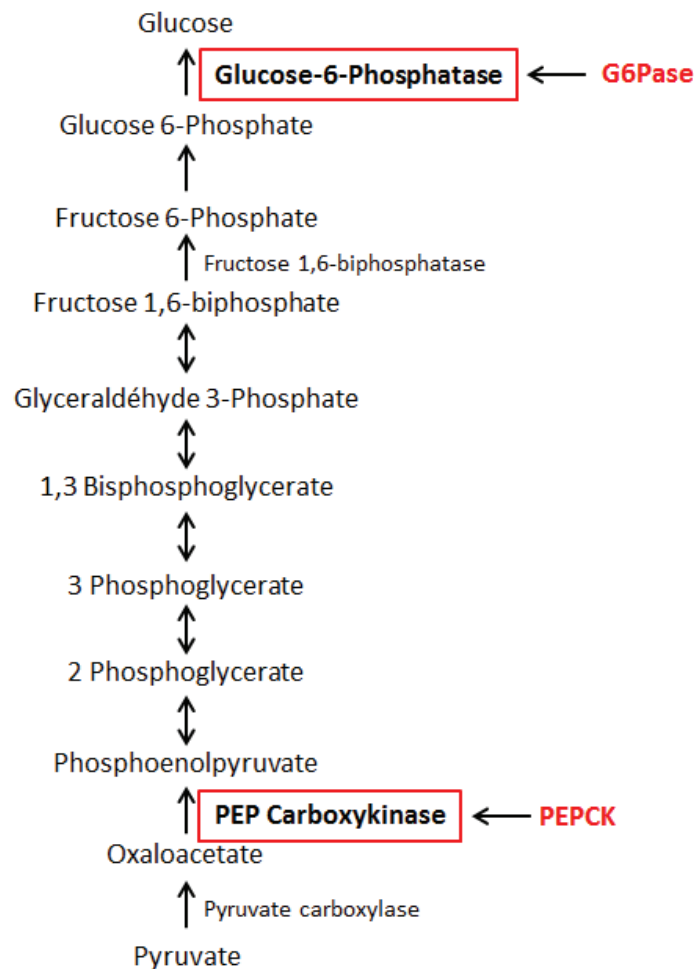 Glucose
Glucose-6-Phosphatase
G6Pase
Glucose 6-Phosphate
Fructose 6-Phosphate
Fructose 1,6-biphosphatase
Fructose 1,6-biphosphate
Glyceraldéhyde 3-Phosphate
1,3 Bisphosphoglycerate
3 Phosphoglycerate
2 Phosphoglycerate
Phosphoenolpyruvate
PEP Carboxykinase
PEPCK
Oxaloacetate
Pyruvate carboxylase
Pyruvate